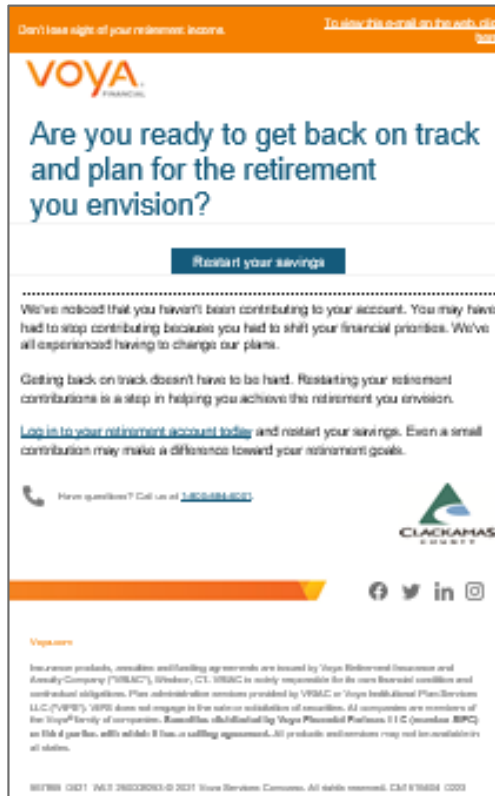 Don't lose sight of your retirement income.
To view this e-mail on the web, click
here
VOYA
FINANCIAL
Are you ready to get back on track
and plan for the retirement
you envision?
Restart your savings
We've noticed that you haven't been contributing to your account. You may have
had to stop contributing because you had to shift your financial priorities. We've
all experienced having to change our plans.
Getting back on track doesn't have to be hard. Restarting your retirement
contributions is a step in helping you achieve the retirement you envision.
Log in to your retirement account today and restart your savings. Even a small
contribution may make a difference toward your retirement goals.
Have questions? Call us at
CLACKAMAS
COUNTY
Voya.com
Insurance products, annuities and funding agreements are issued by Voya Retirement Insurance and
Annuity Company ("VRIAC"), Windsor, CT. VRIAC is solely responsible for its own financial condition and
contractual obligations. Plan administration services provided by VRIAC or Voya Institutional Plan Services
LLC ("VIPS"). VIPS does not engage in the sale or solicitation of securities. All companies are members of
the Voya® family of companies. Securities distributed by Voya Financial Partners LLC (member SIPC)
or third parties with which it has a selling agreement. All products and services may not be available in
all states.
© 2021 Voya Services Company. All rights reserved.